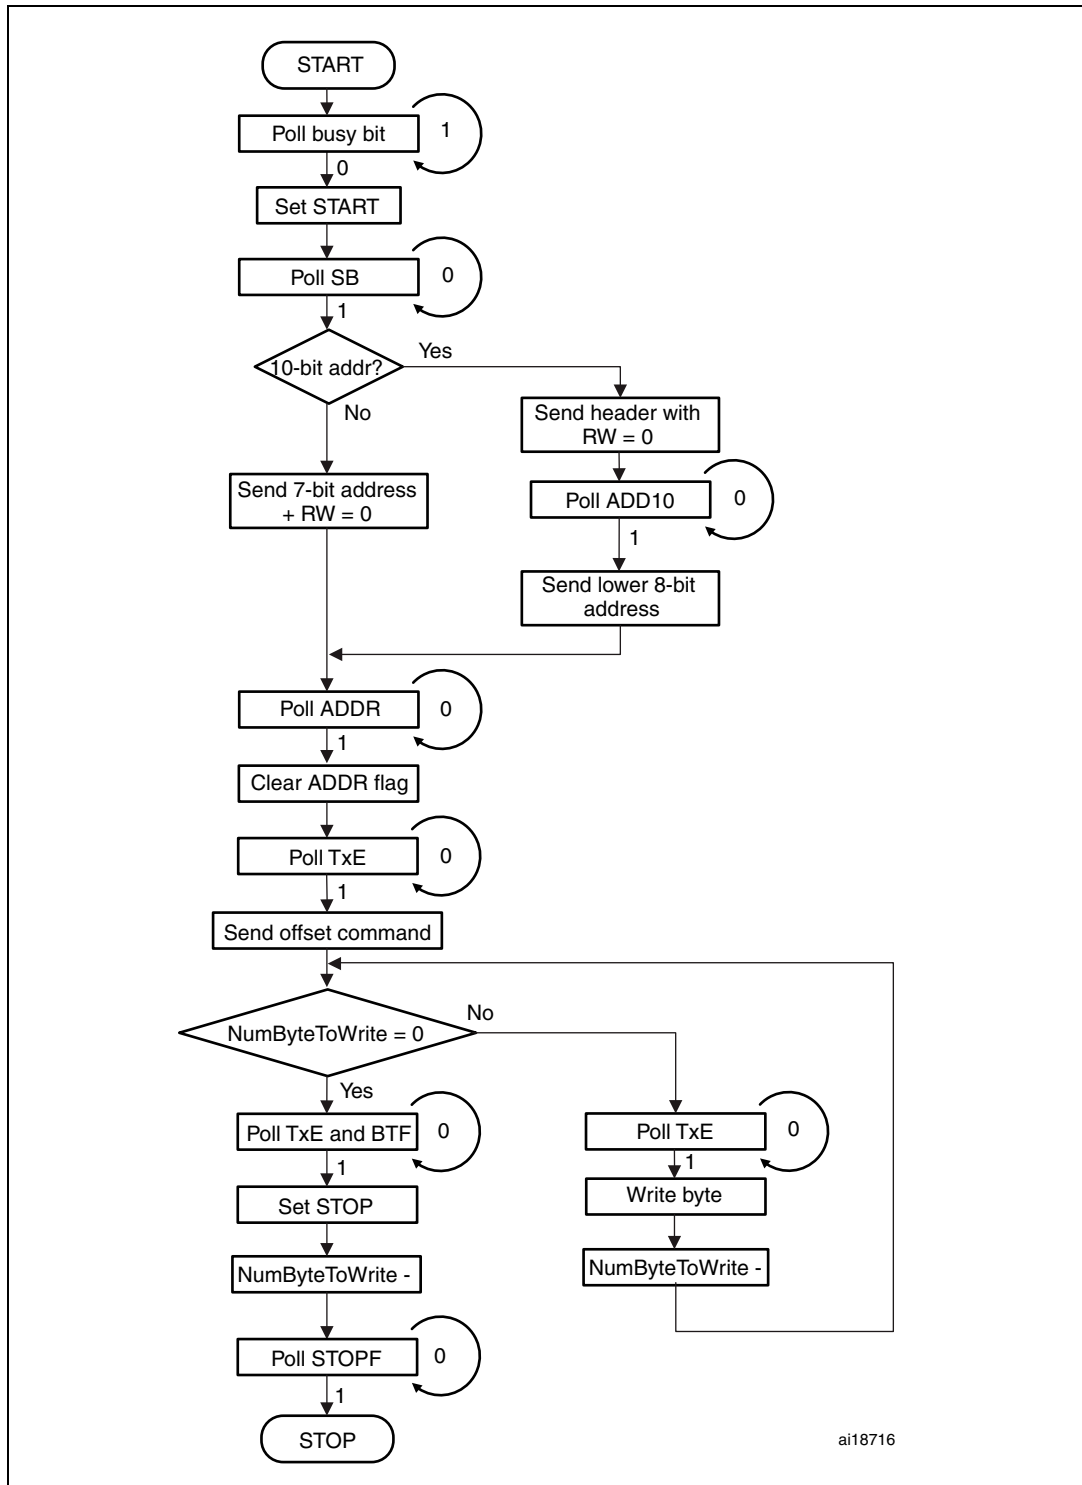 START
Poll busy bit
1
0
Set START
Poll SB
0
1
10-bit addr?
Yes
No
Send header with
RW = 0
Send 7-bit address
+ RW = 0
Poll ADD10
0
1
Send lower 8-bit
address
Poll ADDR
0
1
Clear ADDR flag
Poll TxE
0
1
Send offset command
NumByteToWrite = 0
No
Yes
Poll TxE and BTF
0
1
Set STOP
NumByteToWrite -
Poll TxE
0
1
Write byte
NumByteToWrite -
Poll STOPF
0
1
STOP
ai18716